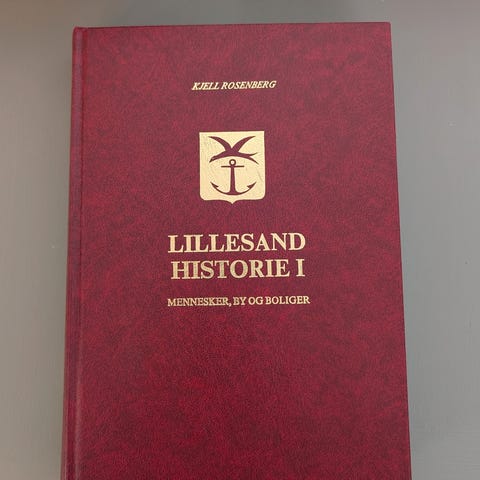 KJELL ROSENBERG
LILLESAND
HISTORIE I
MENNESKER, BY OG BOLIGER